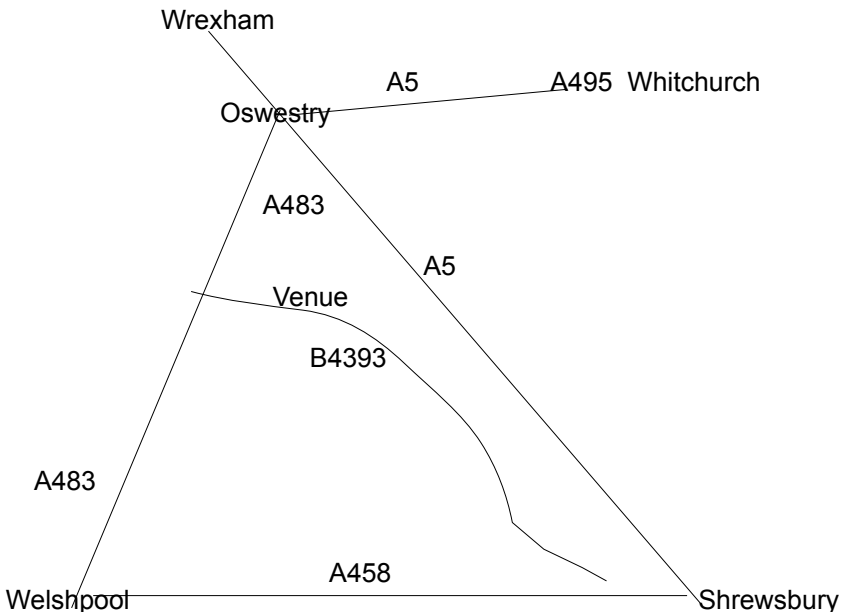 Wrexham
A5
A495 Whitchurch
Oswestry
A483
A5
Venue
B4393
A483
A458
Welshpool
Shrewsbury